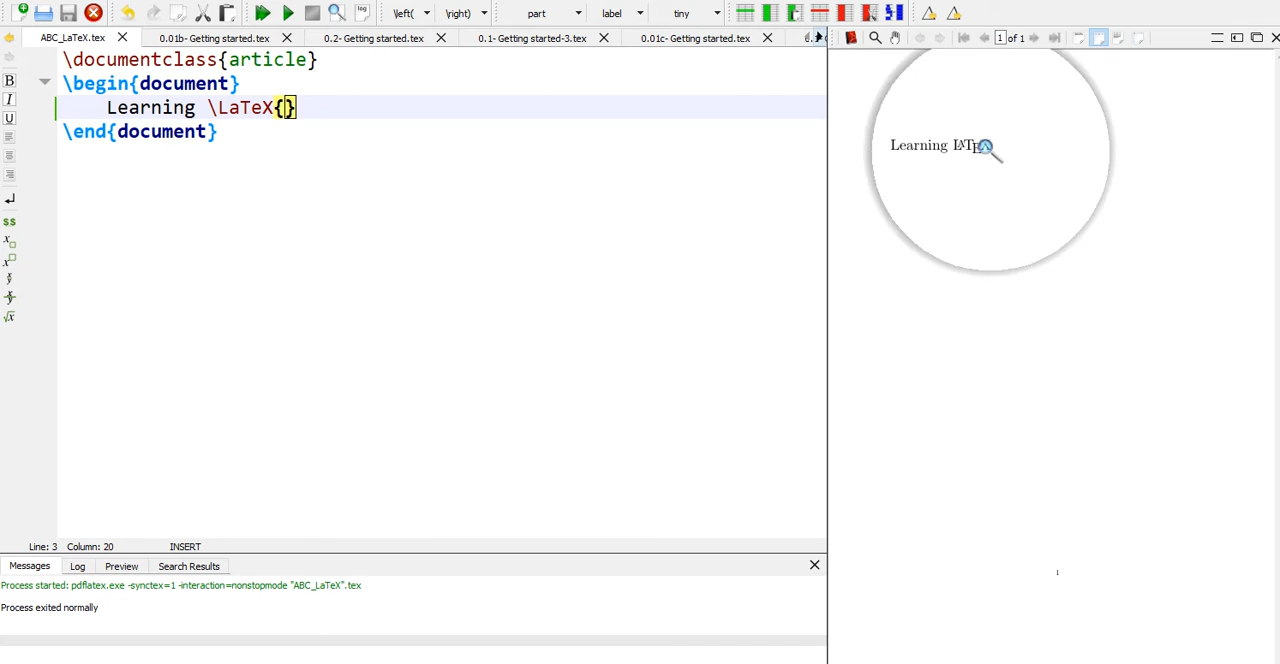 \left(
\right)
part
label
tiny
ABC_LaTeX.tex
0.01b- Getting started.tex
0.2- Getting started.tex
0.1- Getting started-3.tex
0.01c- Getting started.tex
1 of 1
\documentclass{article}
\begin{document}
Learning \LaTeX{}
\end{document}
Learning LATEX
1
Line: 3 Column: 20 INSERT
Messages Log Preview Search Results
Process started: pdflatex.exe -synctex=1 -interaction=nonstopmode "ABC_LaTeX".tex
Process exited normally